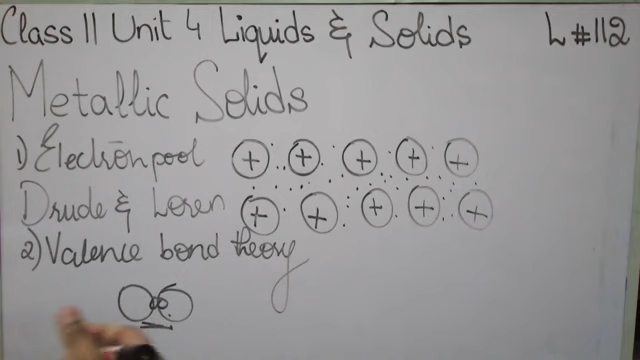 Class 11 Unit 4 Liquids & Solids L#112
Metallic Solids
1) Electron pool + + + + +
Drude & Loren + + + + +
2) Valence bond theory